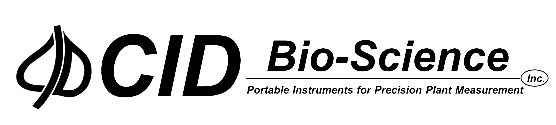 CID Bio-Science
Inc.
Portable Instruments for Precision Plant Measurement